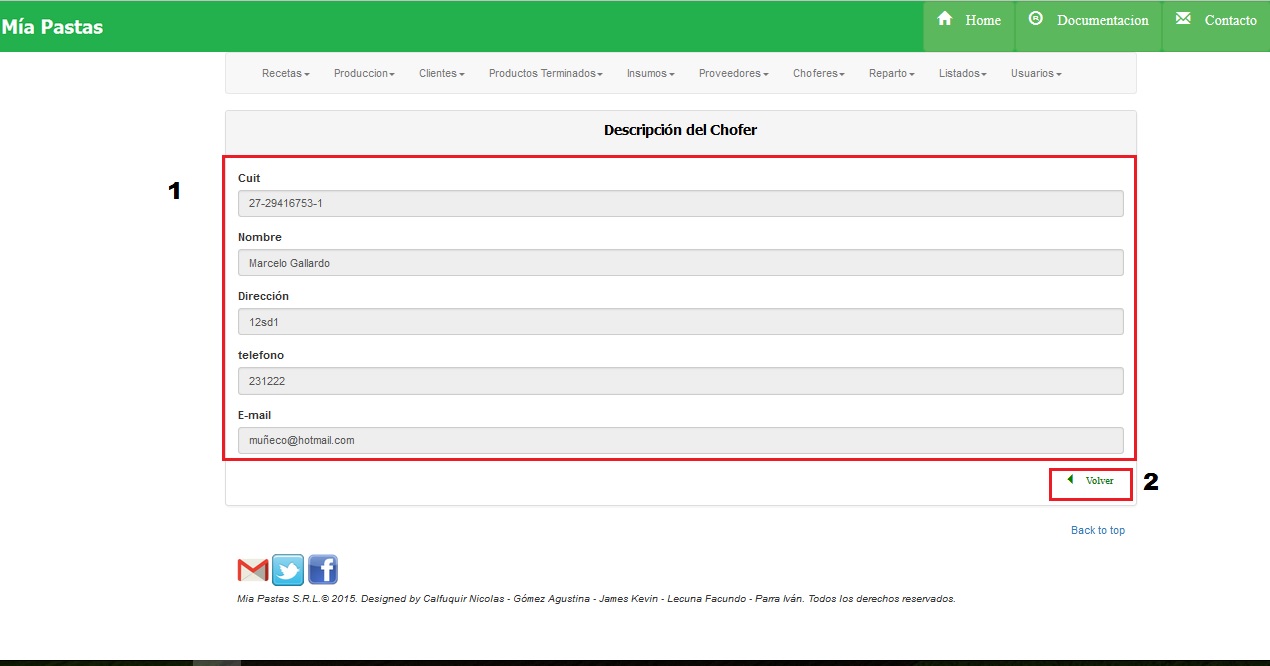 Mía Pastas
Home Documentacion Contacto
Recetas Produccion Clientes Productos Terminados Insumos Proveedores Choferes Reparto Listados Usuarios
Descripción del Chofer
1
Cuit
27-29416753-1
Nombre
Marcelo Gallardo
Dirección
12sd1
telefono
231222
E-mail
muñeco@hotmail.com
Volver 2
Back to top
Mia Pastas S.R.L.© 2015. Designed by Calfuquir Nicolas - Gómez Agustina - James Kevin - Lecuna Facundo - Parra Iván. Todos los derechos reservados.